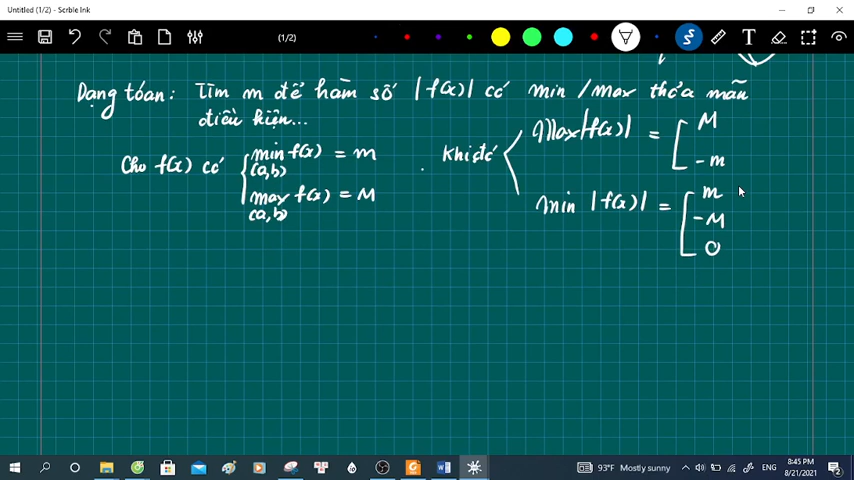 Untitled (1/2) - Scrble Ink
(1/2)
Dạng tóan: Tìm m để hàm số |f(x)| có min/max thỏa mãn
điều kiện...
Cho f(x) có
min f(x) = m
(a,b)
max f(x) = M
(a,b)
. Khi đó
Max|f(x)| = [ M
-m
min |f(x)| = [ m
-M
0
93°F Mostly sunny
ENG
8:45 PM
8/21/2021
2